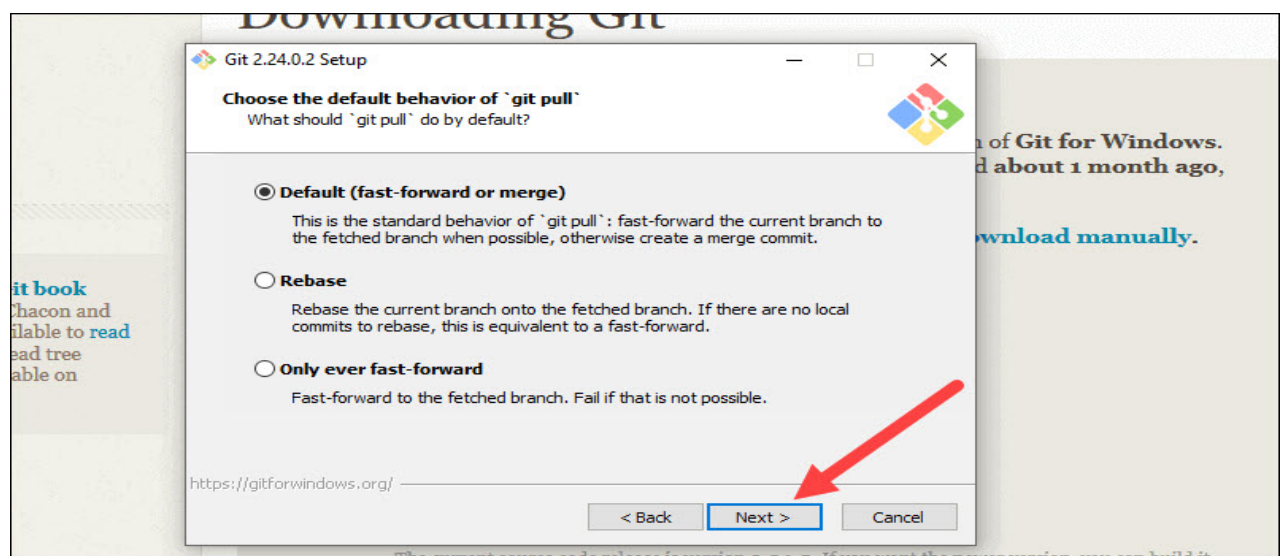 Downloading Git
Git 2.24.0.2 Setup
Choose the default behavior of `git pull`
What should `git pull` do by default?
of Git for Windows.
about 1 month ago,
Default (fast-forward or merge)
This is the standard behavior of `git pull`: fast-forward the current branch to
the fetched branch when possible, otherwise create a merge commit.
download manually.
Rebase
Rebase the current branch onto the fetched branch. If there are no local
commits to rebase, this is equivalent to a fast-forward.
book
Chacon and
to read
tree
on
Only ever fast-forward
Fast-forward to the fetched branch. Fail if that is not possible.
https://gitforwindows.org/
< Back
Next >
Cancel